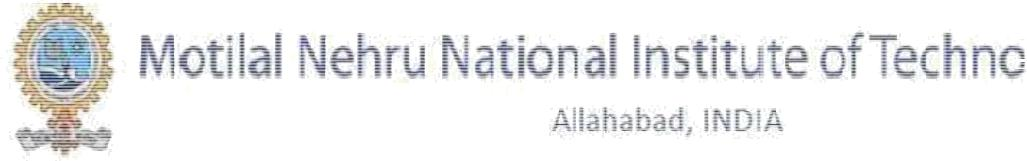 Motilal Nehru National Institute of Techno
Allahabad, INDIA